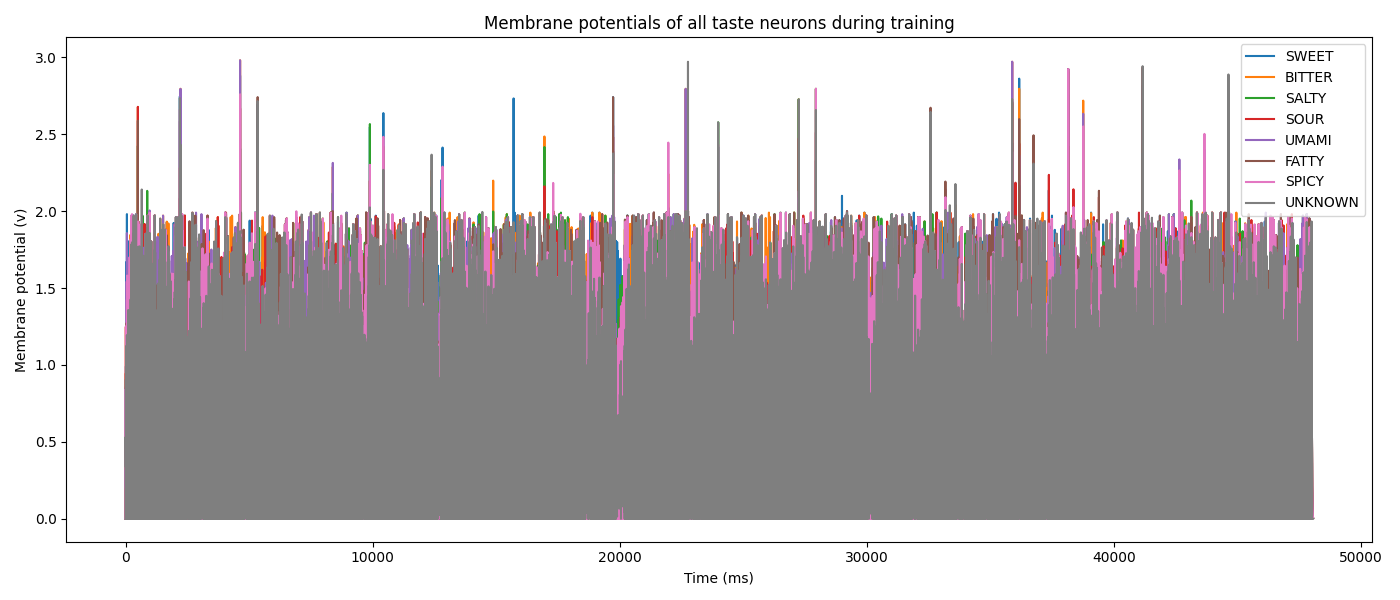 Membrane potentials of all taste neurons during training
Membrane potential (v)
3.0
2.5
2.0
1.5
1.0
0.5
0.0
0
10000
20000
30000
40000
50000
Time (ms)
SWEET
BITTER
SALTY
SOUR
UMAMI
FATTY
SPICY
UNKNOWN